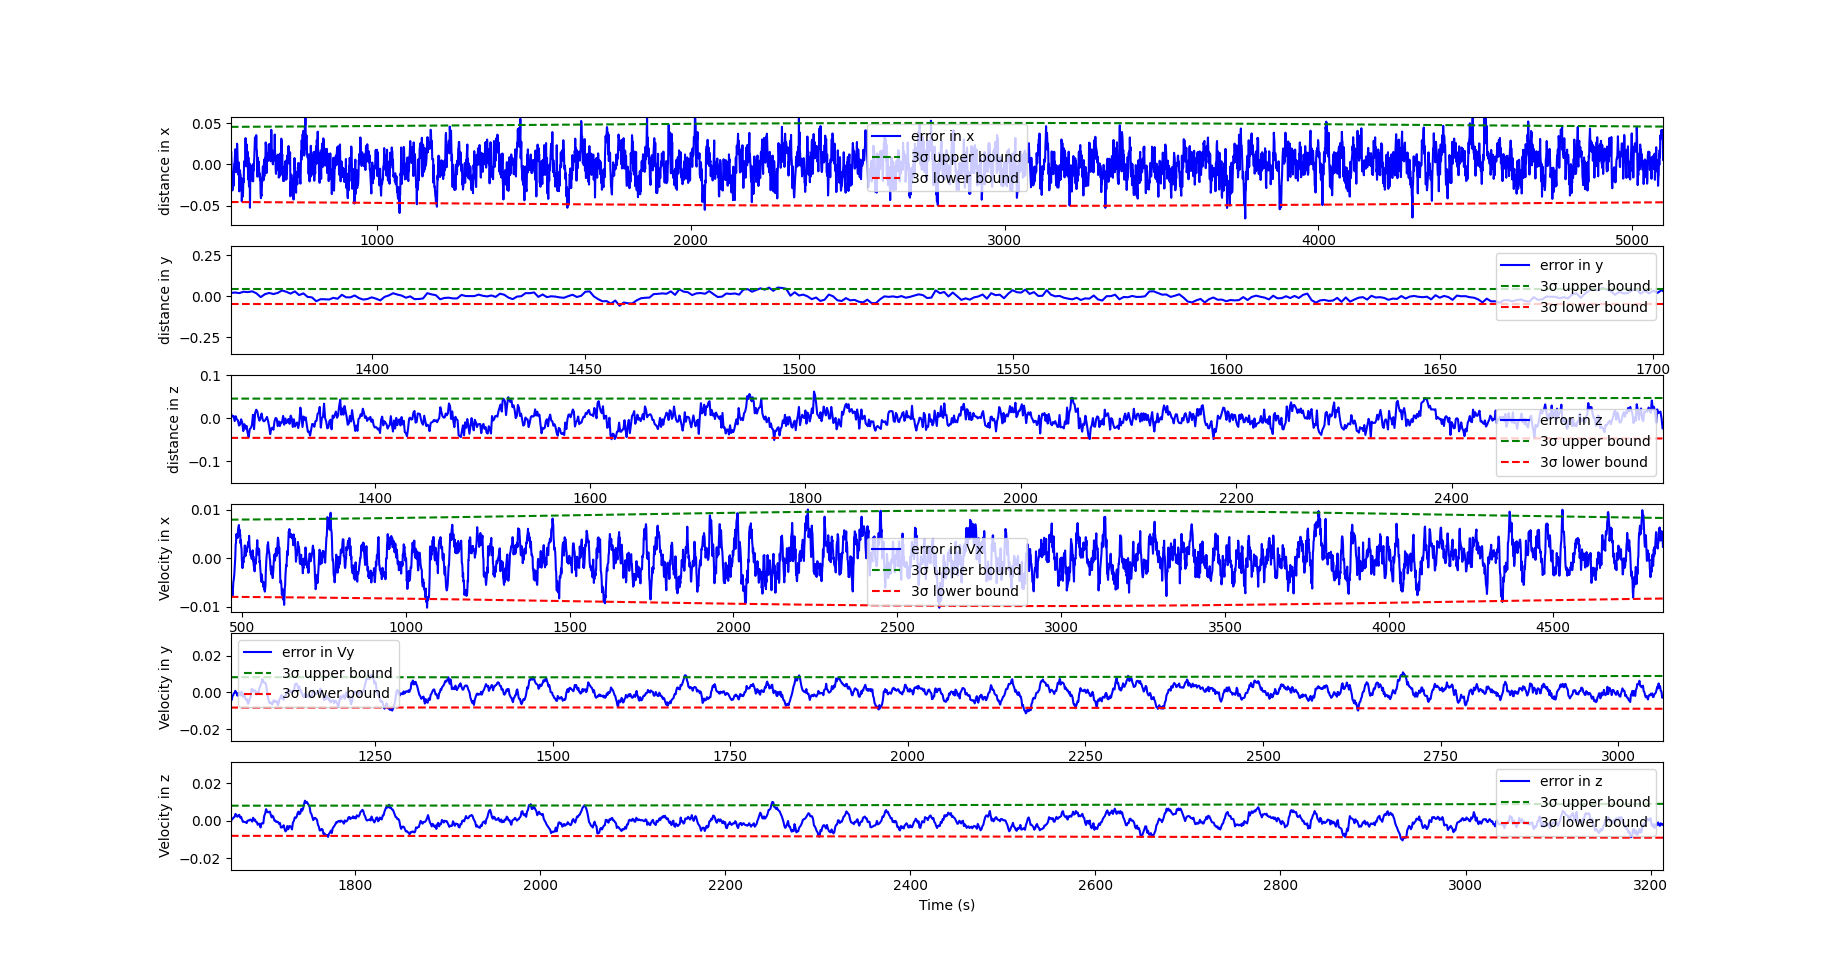 distance in x
0.05
0.00
−0.05
error in x
3σ upper bound
3σ lower bound
1000 2000 3000 4000 5000
distance in y
0.25
0.00
−0.25
error in y
3σ upper bound
3σ lower bound
1400 1450 1500 1550 1600 1650 1700
distance in z
0.1
0.0
−0.1
error in z
3σ upper bound
3σ lower bound
1400 1600 1800 2000 2200 2400
Velocity in x
0.01
0.00
−0.01
error in Vx
3σ upper bound
3σ lower bound
500 1000 1500 2000 2500 3000 3500 4000 4500
Velocity in y
0.02
0.00
−0.02
error in Vy
3σ upper bound
3σ lower bound
1250 1500 1750 2000 2250 2500 2750 3000
Velocity in z
0.02
0.00
−0.02
error in z
3σ upper bound
3σ lower bound
1800 2000 2200 2400 2600 2800 3000 3200
Time (s)